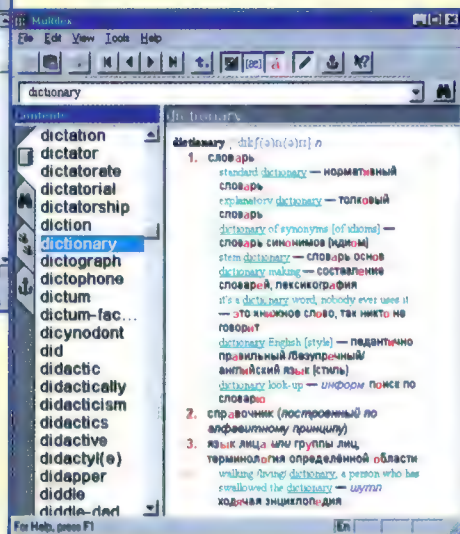 Multilex
File Edit View Tools Help
[æ] á
dictionary
Contents
dictation
dictator
dictatorate
dictatorial
dictatorship
diction
dictionary
dictograph
dictophone
dictum
dictum-fac...
dicynodont
did
didactic
didactically
didacticism
didactics
didactive
didactyl(e)
didapper
diddle
diddle-dad
dictionary
dictionary n
1. словарь
standard dictionary — нормативный
словарь
explanatory dictionary — толковый
словарь
dictionary of synonyms [of idioms] —
словарь синонимов [идиом]
stem dictionary — словарь основ
dictionary making — составление
словарей, лексикография
it's a dictionary word, nobody ever uses it
— это книжное слово, так никто не
говорит
dictionary English [style] — педантично
правильный /безупречный/
английский язык [стиль]
dictionary look-up — информ поиск по
словарю
2. справочник (построенный по
алфавитному принципу)
3. язык лица или группы лиц,
терминология определённой области
walking /living/ dictionary, a person who has
swallowed the dictionary — шутл
ходячая энциклопедия
For Help, press F1
En